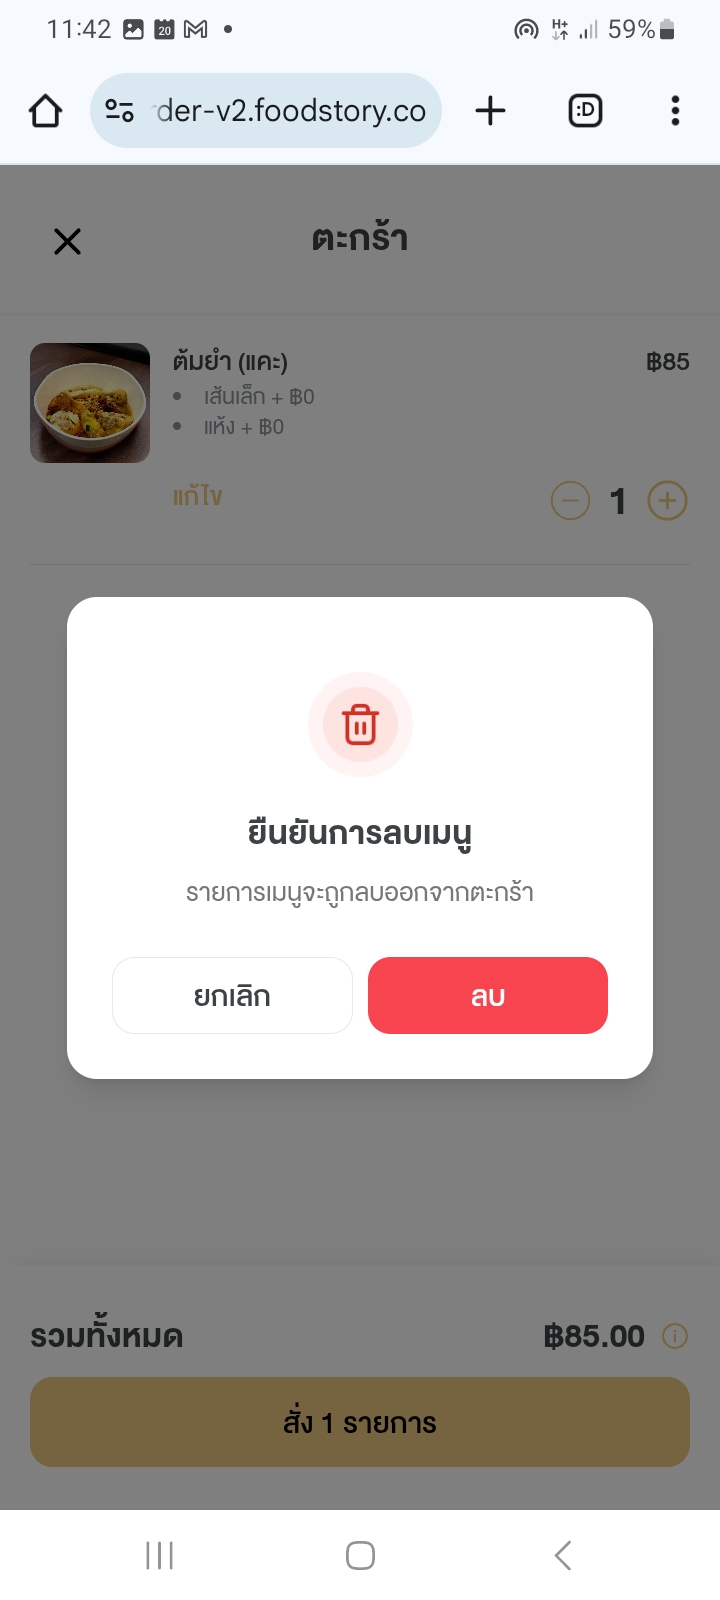 11:42 20 H+ 59%
der-v2.foodstory.co :D
ตะกร้า
ต้มยำ (แคะ) ฿85
• เส้นเล็ก + ฿0
• แห้ง + ฿0
แก้ไข 1
ยืนยันการลบเมนู
รายการเมนูจะถูกลบออกจากตะกร้า
ยกเลิก ลบ
รวมทั้งหมด ฿85.00
สั่ง 1 รายการ